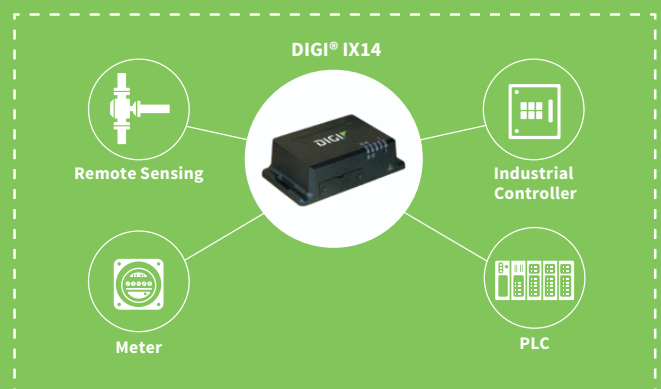 DIGI® IX14
DIGI
Remote Sensing
Industrial
Controller
Meter
PLC